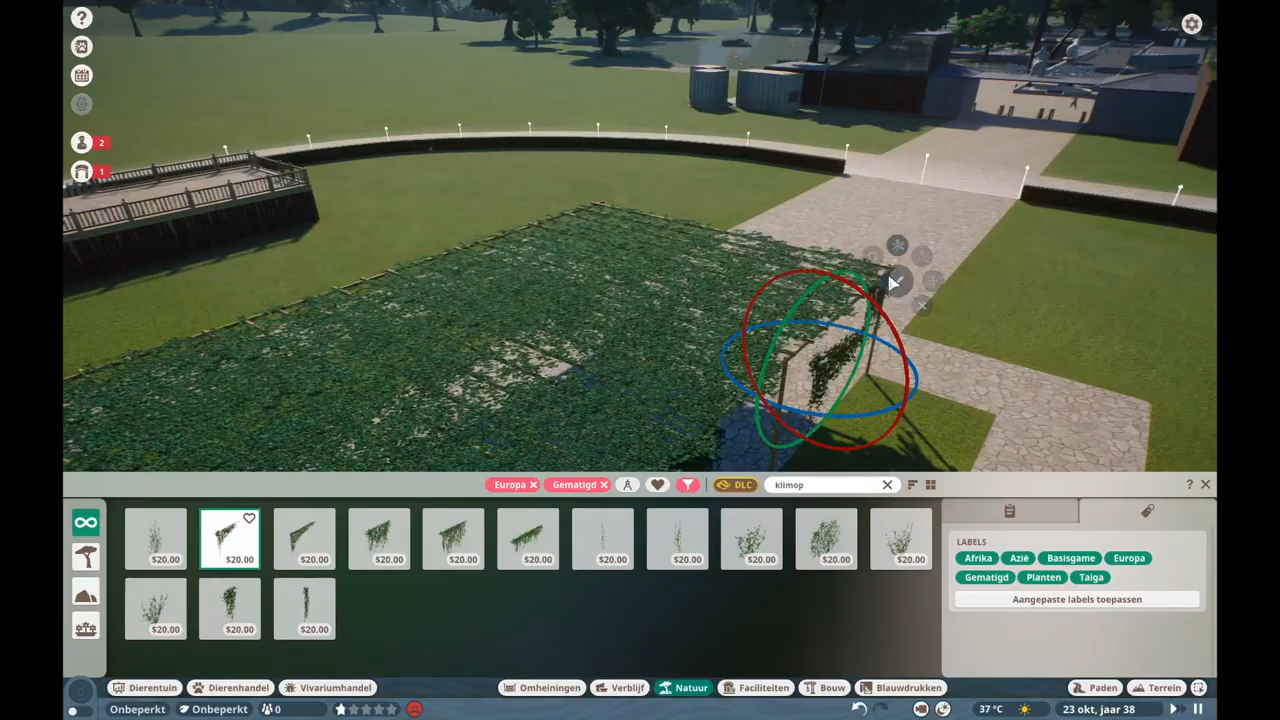 ?
2
1
Europa ×
Gematigd ×
DLC
klimop
?
$20.00 $20.00 $20.00 $20.00 $20.00 $20.00 $20.00 $20.00 $20.00 $20.00 $20.00
$20.00 $20.00 $20.00
LABELS
Afrika Azië Basisgame Europa
Gematigd Planten Taiga
Aangepaste labels toepassen
Dierentuin Dierenhandel Vivariumhandel Omheiningen Verblijf Natuur Faciliteiten Bouw Blauwdrukken Paden Terrein
Onbeperkt Onbeperkt 0 37 °C 23 okt, jaar 38